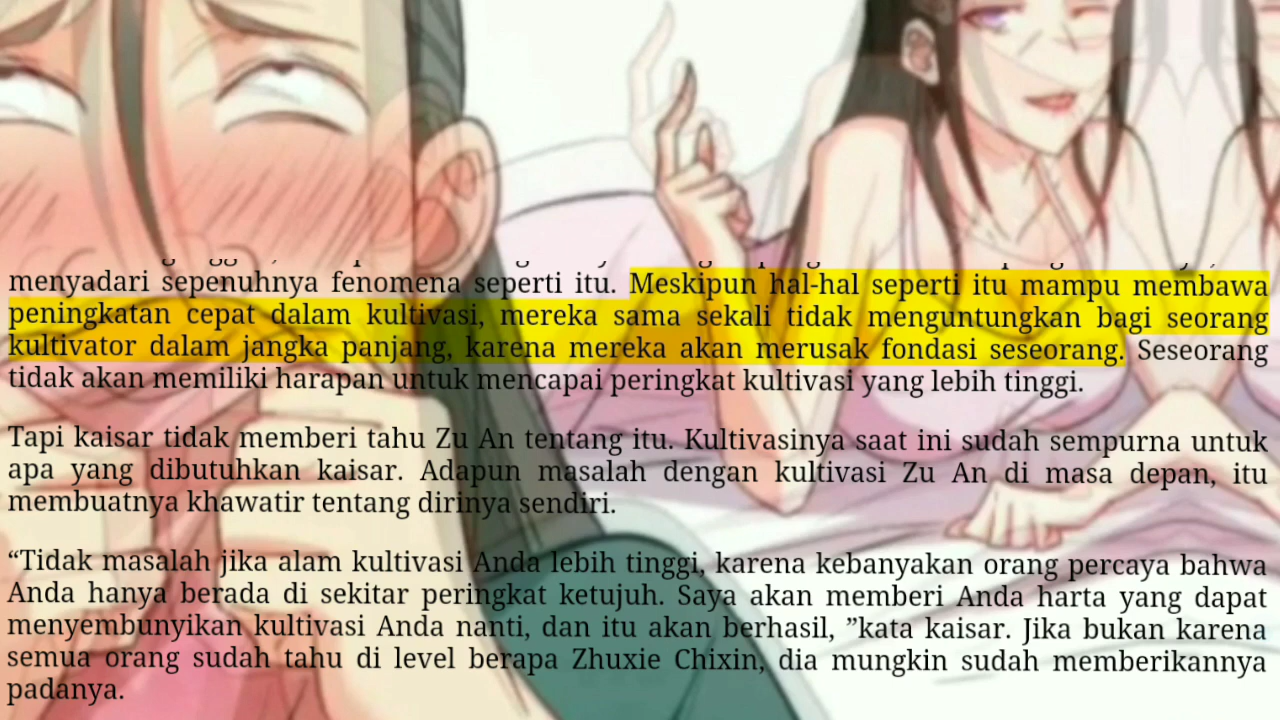 menyadari sepenuhnya fenomena seperti itu. Meskipun hal-hal seperti itu mampu membawa
peningkatan cepat dalam kultivasi, mereka sama sekali tidak menguntungkan bagi seorang
kultivator dalam jangka panjang, karena mereka akan merusak fondasi seseorang. Seseorang
tidak akan memiliki harapan untuk mencapai peringkat kultivasi yang lebih tinggi.
Tapi kaisar tidak memberi tahu Zu An tentang itu. Kultivasinya saat ini sudah sempurna untuk
apa yang dibutuhkan kaisar. Adapun masalah dengan kultivasi Zu An di masa depan, itu
membuatnya khawatir tentang dirinya sendiri.
“Tidak masalah jika alam kultivasi Anda lebih tinggi, karena kebanyakan orang percaya bahwa
Anda hanya berada di sekitar peringkat ketujuh. Saya akan memberi Anda harta yang dapat
menyembunyikan kultivasi Anda nanti, dan itu akan berhasil, ”kata kaisar. Jika bukan karena
semua orang sudah tahu di level berapa Zhuxie Chixin, dia mungkin sudah memberikannya
padanya.